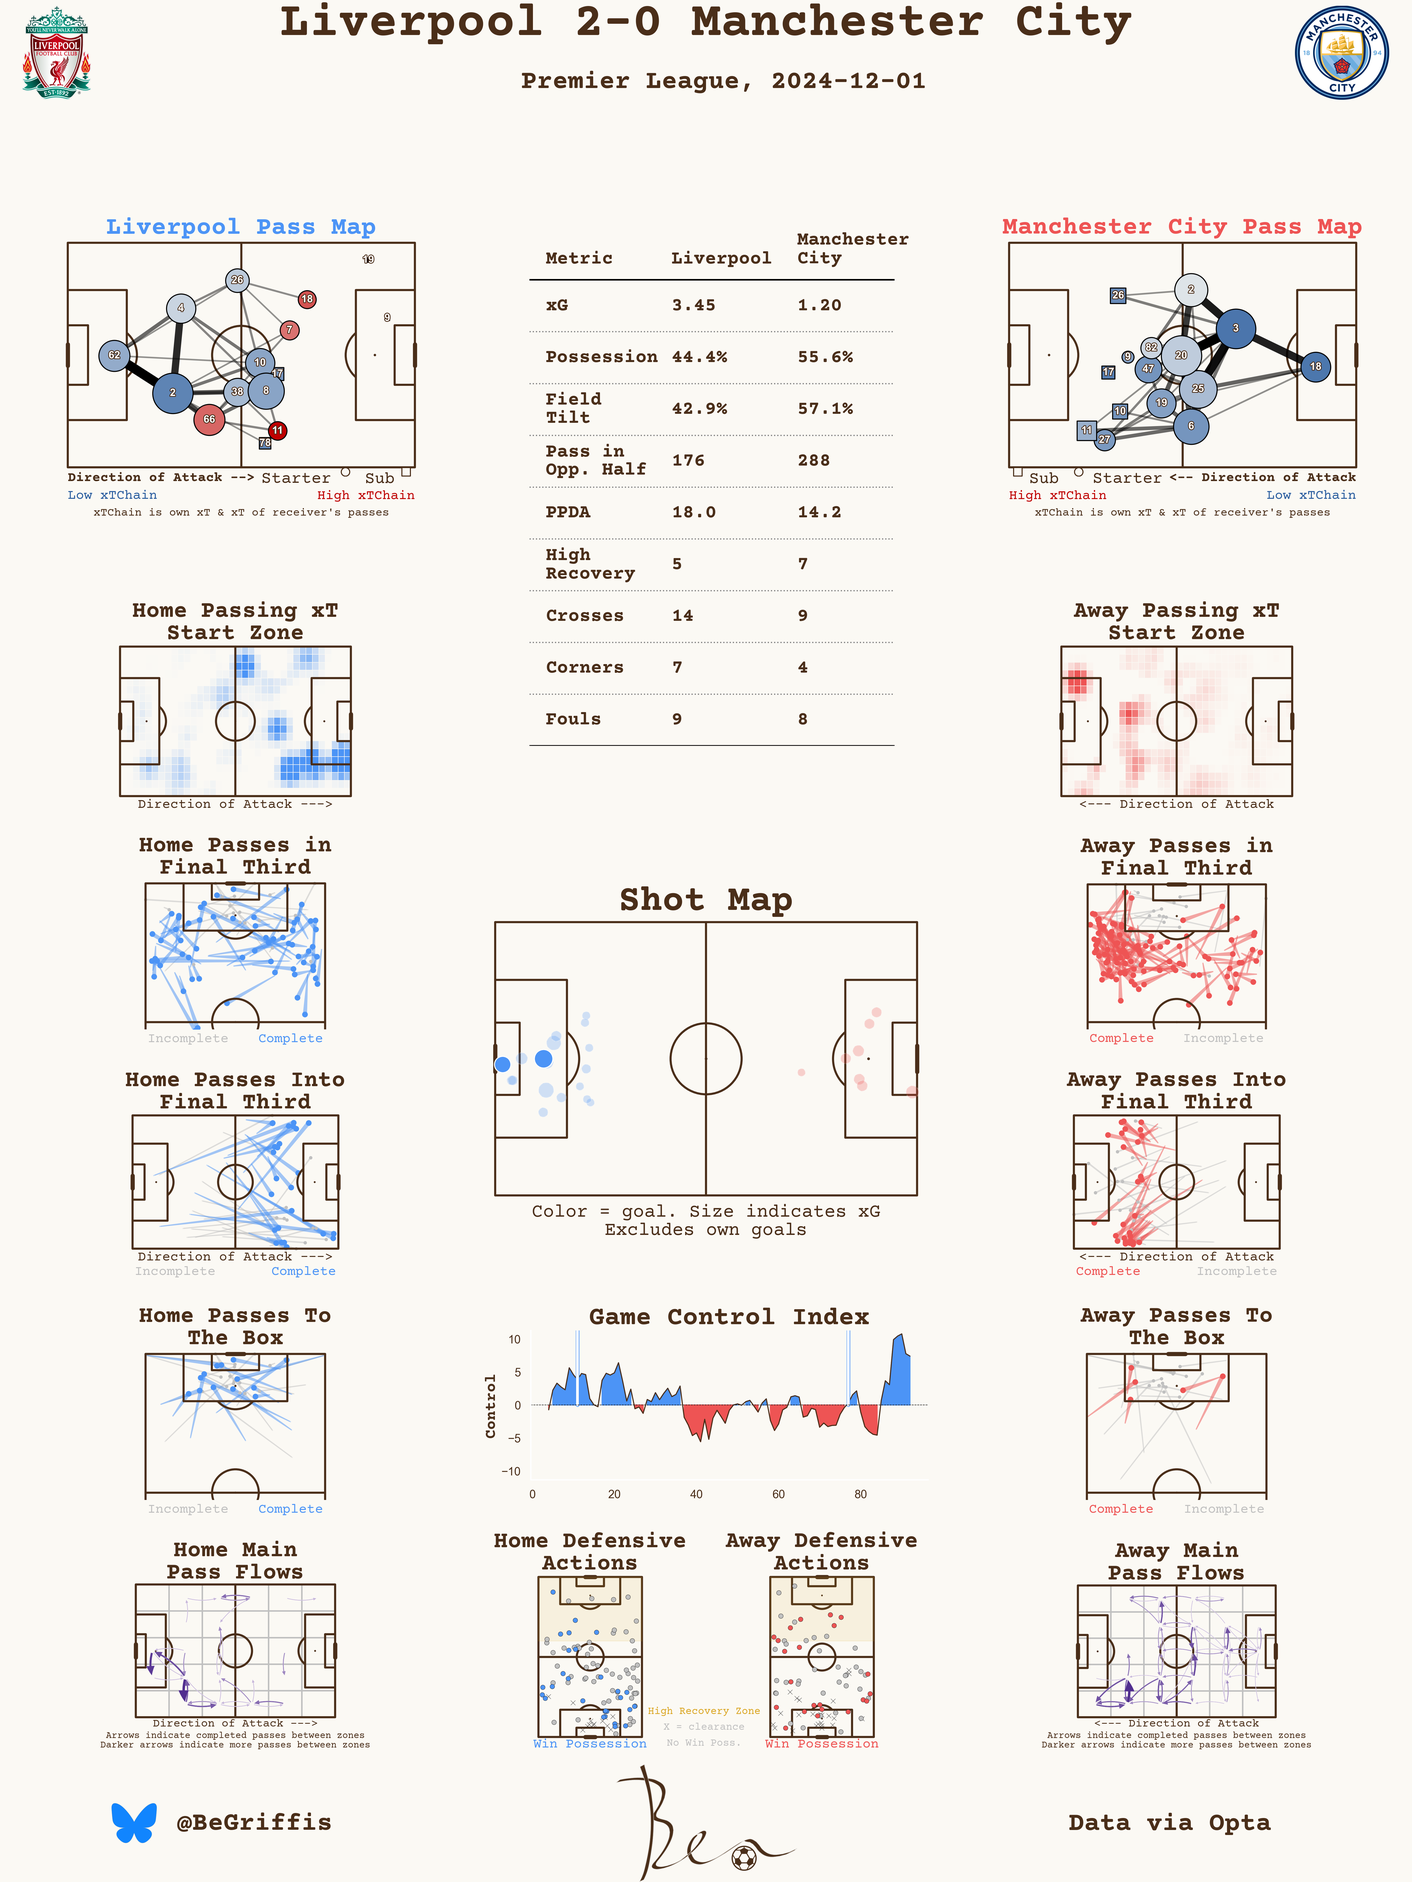 Liverpool 2-0 Manchester City
Premier League, 2024-12-01
YOU'LL NEVER WALK ALONE
LIVERPOOL
FOOTBALL CLUB
EST·1892
MANCHESTER
18 94
CITY
Liverpool Pass Map
19
26
18
4
9
7
62
10
17
2
38
8
66
11
78
Direction of Attack --> Starter Sub
Low xTChain High xTChain
xTChain is own xT & xT of receiver's passes
Metric Liverpool Manchester City
xG 3.45 1.20
Possession 44.4% 55.6%
Field Tilt 42.9% 57.1%
Pass in Opp. Half 176 288
PPDA 18.0 14.2
High Recovery 5 7
Crosses 14 9
Corners 7 4
Fouls 9 8
Manchester City Pass Map
26
2
3
82
9
20
47
17
18
25
19
10
11
6
27
Sub Starter <-- Direction of Attack
High xTChain Low xTChain
xTChain is own xT & xT of receiver's passes
Home Passing xT
Start Zone
Direction of Attack --->
Away Passing xT
Start Zone
<--- Direction of Attack
Home Passes in
Final Third
Incomplete Complete
Away Passes in
Final Third
Complete Incomplete
Shot Map
Color = goal. Size indicates xG
Excludes own goals
Home Passes Into
Final Third
Direction of Attack --->
Incomplete Complete
Away Passes Into
Final Third
<--- Direction of Attack
Complete Incomplete
Home Passes To
The Box
Incomplete Complete
Game Control Index
Control
10
5
0
−5
−10
0 20 40 60 80
Away Passes To
The Box
Complete Incomplete
Home Main
Pass Flows
Direction of Attack --->
Arrows indicate completed passes between zones
Darker arrows indicate more passes between zones
Home Defensive
Actions
Win Possession
Away Defensive
Actions
Win Possession
High Recovery Zone
X = clearance
No Win Poss.
Away Main
Pass Flows
<--- Direction of Attack
Arrows indicate completed passes between zones
Darker arrows indicate more passes between zones
@BeGriffis
Ben
Data via Opta